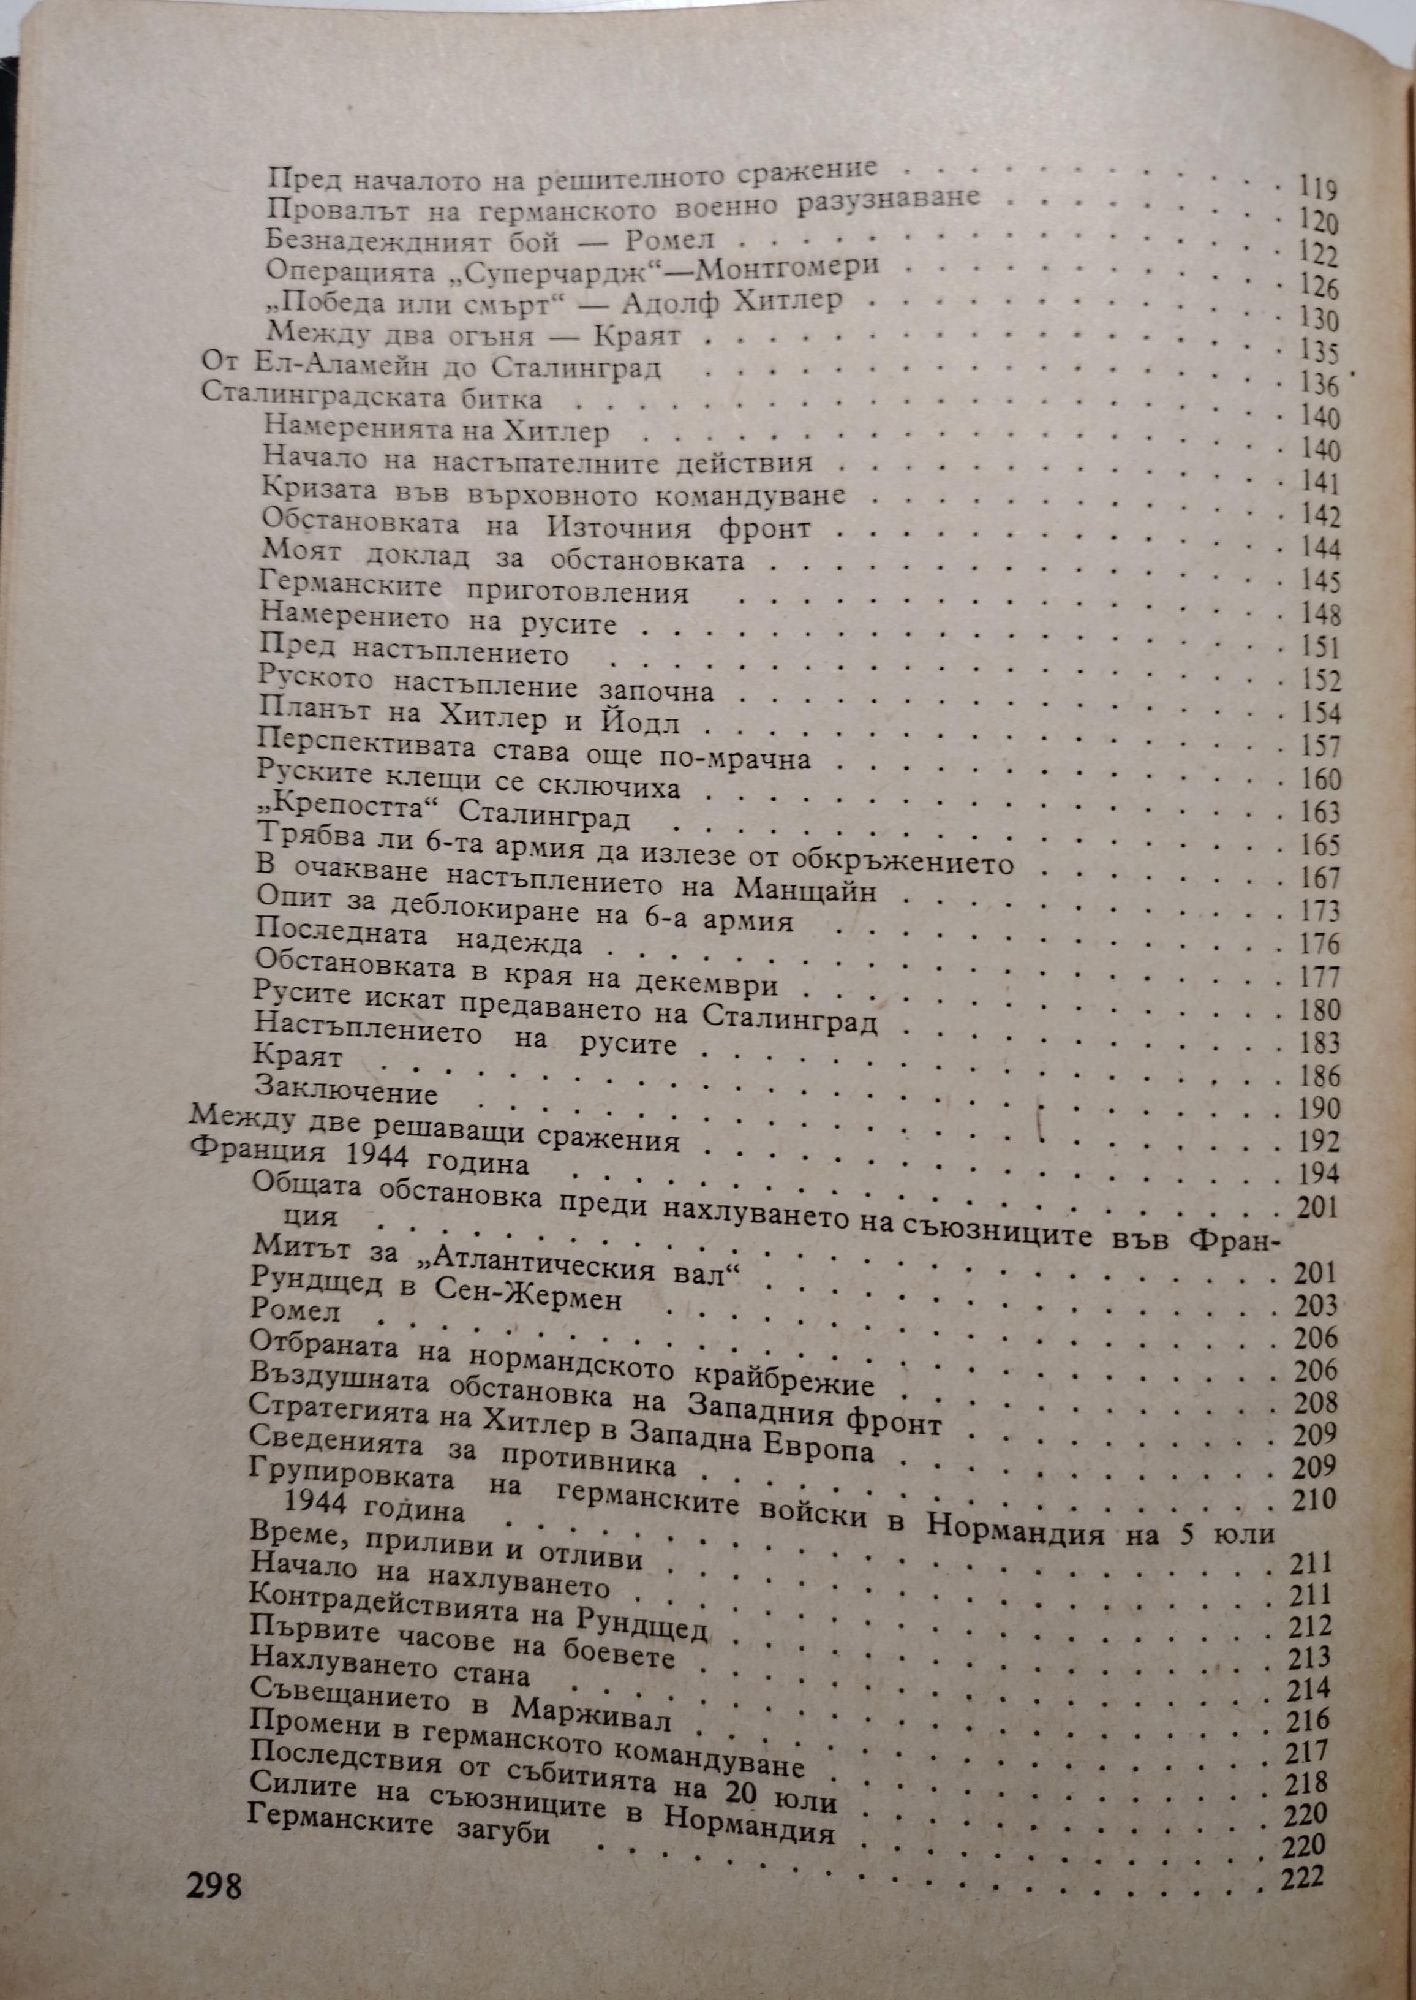 Пред началото на решителното сражение . . . . . . . . . . . . 119
Провалът на германското военно разузнаване . . . . . . . . . 120
Безнадеждният бой — Ромел . . . . . . . . . . . . . . . . . 122
Операцията „Суперчардж“—Монтгомери . . . . . . . . . . . . 126
„Победа или смърт“ — Адолф Хитлер . . . . . . . . . . . . . 130
Между два огъня — Краят . . . . . . . . . . . . . . . . . . 135
От Ел-Аламейн до Сталинград . . . . . . . . . . . . . . . . . . 136
Сталинградската битка . . . . . . . . . . . . . . . . . . . . . . 140
Намеренията на Хитлер . . . . . . . . . . . . . . . . . . . . 140
Начало на настъпателните действия . . . . . . . . . . . . . . 141
Кризата във върховното командуване . . . . . . . . . . . . . 142
Обстановката на Източния фронт . . . . . . . . . . . . . . 144
Моят доклад за обстановката . . . . . . . . . . . . . . . . 145
Германските приготовления . . . . . . . . . . . . . . . . . 148
Намерението на русите . . . . . . . . . . . . . . . . . . . . 151
Пред настъплението . . . . . . . . . . . . . . . . . . . . . 152
Руското настъпление започна . . . . . . . . . . . . . . . . . 154
Планът на Хитлер и Йодл . . . . . . . . . . . . . . . . . . 157
Перспективата става още по-мрачна . . . . . . . . . . . . . . 160
Руските клещи се сключиха . . . . . . . . . . . . . . . . . . 163
„Крепостта“ Сталинград . . . . . . . . . . . . . . . . . . . 165
Трябва ли 6-та армия да излезе от обкръжението . . . . . . . . 167
В очакване настъплението на Манщайн . . . . . . . . . . . . 173
Опит за деблокиране на 6-а армия . . . . . . . . . . . . . . 176
Последната надежда . . . . . . . . . . . . . . . . . . . . . 177
Обстановката в края на декември . . . . . . . . . . . . . . . 180
Русите искат предаването на Сталинград . . . . . . . . . . . . 183
Настъплението на русите . . . . . . . . . . . . . . . . . . 186
Краят . . . . . . . . . . . . . . . . . . . . . . . . . . . . 190
Заключение . . . . . . . . . . . . . . . . . . . . . . . . . 192
Между две решаващи сражения . . . . . . . . . . . . . . . . . . 194
Франция 1944 година . . . . . . . . . . . . . . . . . . . . . . 201
Общата обстановка преди нахлуването на съюзниците във Фран-
ция . . . . . . . . . . . . . . . . . . . . . . . . . . . . 201
Митът за „Атлантическия вал“ . . . . . . . . . . . . . . . . 203
Рундщед в Сен-Жермен . . . . . . . . . . . . . . . . . . . 206
Ромел . . . . . . . . . . . . . . . . . . . . . . . . . . . . 206
Отбраната на нормандското крайбрежие . . . . . . . . . . . . 208
Въздушната обстановка на Западния фронт . . . . . . . . . . 209
Стратегията на Хитлер в Западна Европа . . . . . . . . . . . . 209
Сведенията за противника . . . . . . . . . . . . . . . . . . 210
Групировката на германските войски в Нормандия на 5 юли
1944 година . . . . . . . . . . . . . . . . . . . . . . . . 211
Време, приливи и отливи . . . . . . . . . . . . . . . . . . . 211
Начало на нахлуването . . . . . . . . . . . . . . . . . . . . 212
Контрадействията на Рундщед . . . . . . . . . . . . . . . . . 213
Първите часове на боевете . . . . . . . . . . . . . . . . . . 214
Нахлуването стана . . . . . . . . . . . . . . . . . . . . . . 216
Съвещанието в Марживал . . . . . . . . . . . . . . . . . . 217
Промени в германското командуване . . . . . . . . . . . . . . 218
Последствия от събитията на 20 юли . . . . . . . . . . . . . 220
Силите на съюзниците в Нормандия . . . . . . . . . . . . . . 220
Германските загуби . . . . . . . . . . . . . . . . . . . . . 222
298